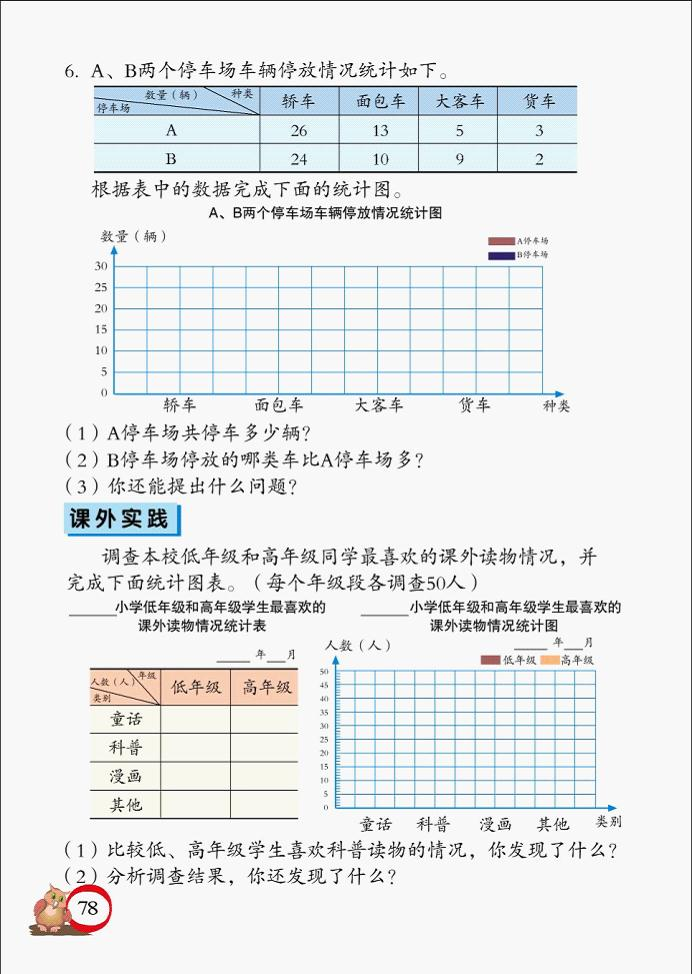 6. A、B两个停车场车辆停放情况统计如下。
数量（辆） 种类 停车场 轿车 面包车 大客车 货车
A 26 13 5 3
B 24 10 9 2
根据表中的数据完成下面的统计图。
A、B两个停车场车辆停放情况统计图
数量（辆）
A停车场
B停车场
30
25
20
15
10
5
0
轿车 面包车 大客车 货车 种类
（1）A停车场共停车多少辆？
（2）B停车场停放的哪类车比A停车场多？
（3）你还能提出什么问题？
课外实践
调查本校低年级和高年级同学最喜欢的课外读物情况，并
完成下面统计图表。（每个年级段各调查50人）
______小学低年级和高年级学生最喜欢的
课外读物情况统计表
____年__月
人数（人） 年级 类别 低年级 高年级
童话
科普
漫画
其他
______小学低年级和高年级学生最喜欢的
课外读物情况统计图
人数（人） ____年__月
低年级 高年级
50
45
40
35
30
25
20
15
10
5
0
童话 科普 漫画 其他 类别
（1）比较低、高年级学生喜欢科普读物的情况，你发现了什么？
（2）分析调查结果，你还发现了什么？
78